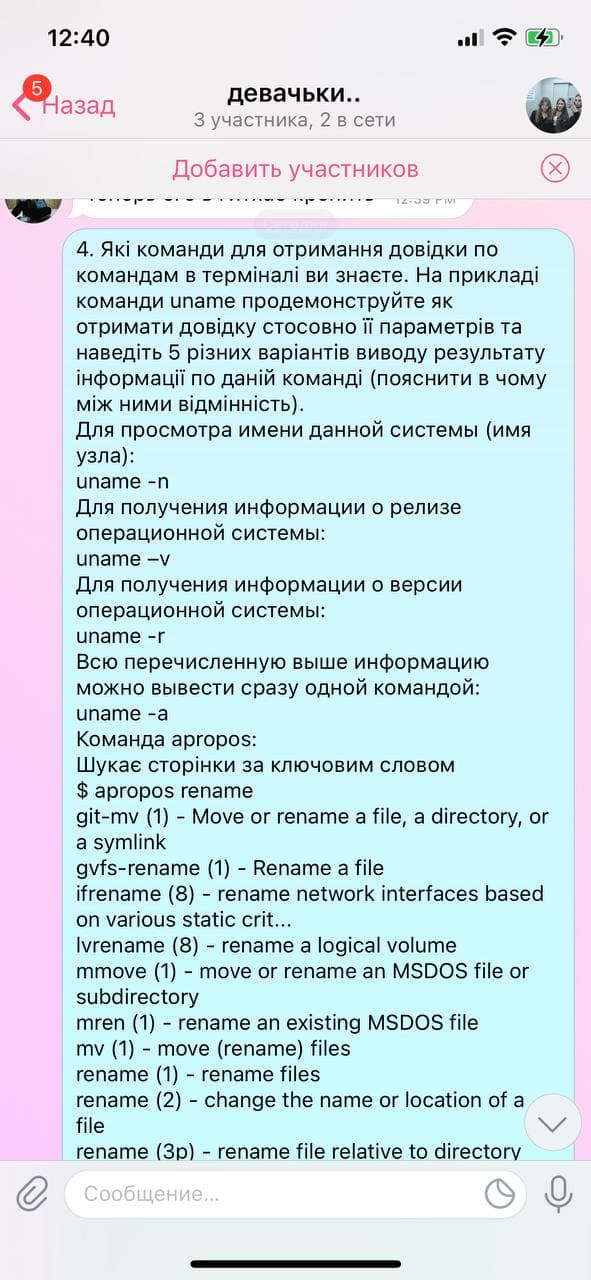 12:40
5
Назад
девачьки..
3 участника, 2 в сети
Добавить участников
12:39 PM
4. Які команди для отримання довідки по
командам в терміналі ви знаєте. На прикладі
команди uname продемонструйте як
отримати довідку стосовно її параметрів та
наведіть 5 різних варіантів виводу результату
інформації по даній команді (пояснити в чому
між ними відмінність).
Для просмотра имени данной системы (имя
узла):
uname -n
Для получения информации о релизе
операционной системы:
uname –v
Для получения информации о версии
операционной системы:
uname -r
Всю перечисленную выше информацию
можно вывести сразу одной командой:
uname -a
Команда apropos:
Шукає сторінки за ключовим словом
$ apropos rename
git-mv (1) - Move or rename a file, a directory, or
a symlink
gvfs-rename (1) - Rename a file
ifrename (8) - rename network interfaces based
on various static crit...
lvrename (8) - rename a logical volume
mmove (1) - move or rename an MSDOS file or
subdirectory
mren (1) - rename an existing MSDOS file
mv (1) - move (rename) files
rename (1) - rename files
rename (2) - change the name or location of a
file
rename (3p) - rename file relative to directory
Сообщение...